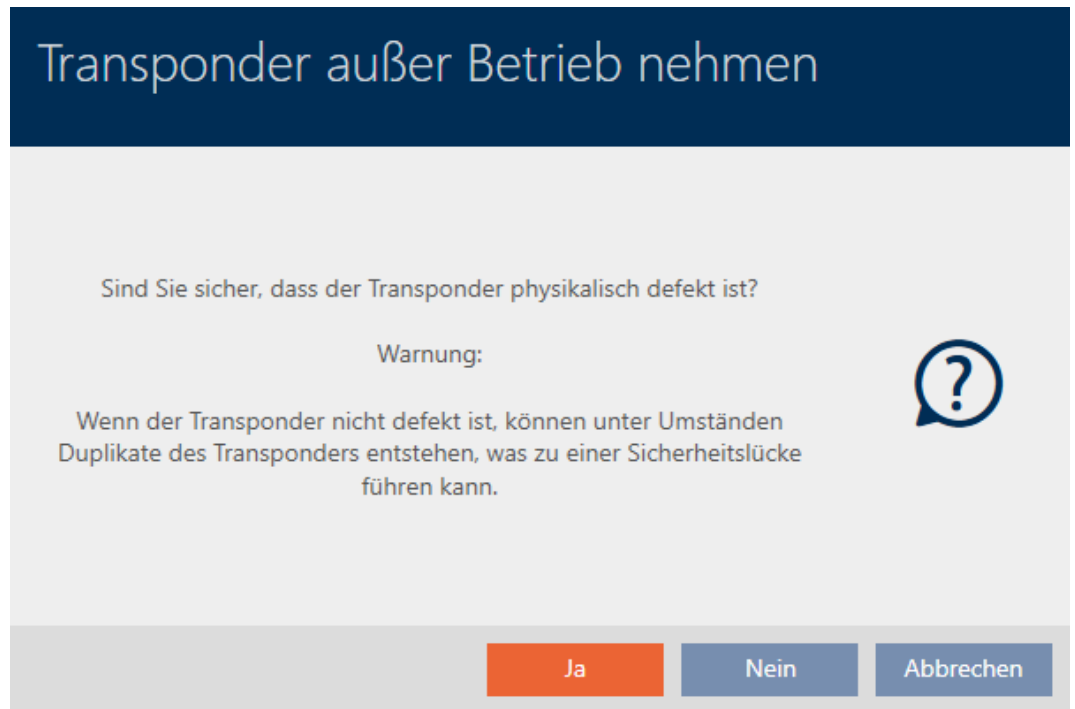 Transponder außer Betrieb nehmen
Sind Sie sicher, dass der Transponder physikalisch defekt ist?
Warnung:
Wenn der Transponder nicht defekt ist, können unter Umständen
Duplikate des Transponders entstehen, was zu einer Sicherheitslücke
führen kann.
?
Ja
Nein
Abbrechen